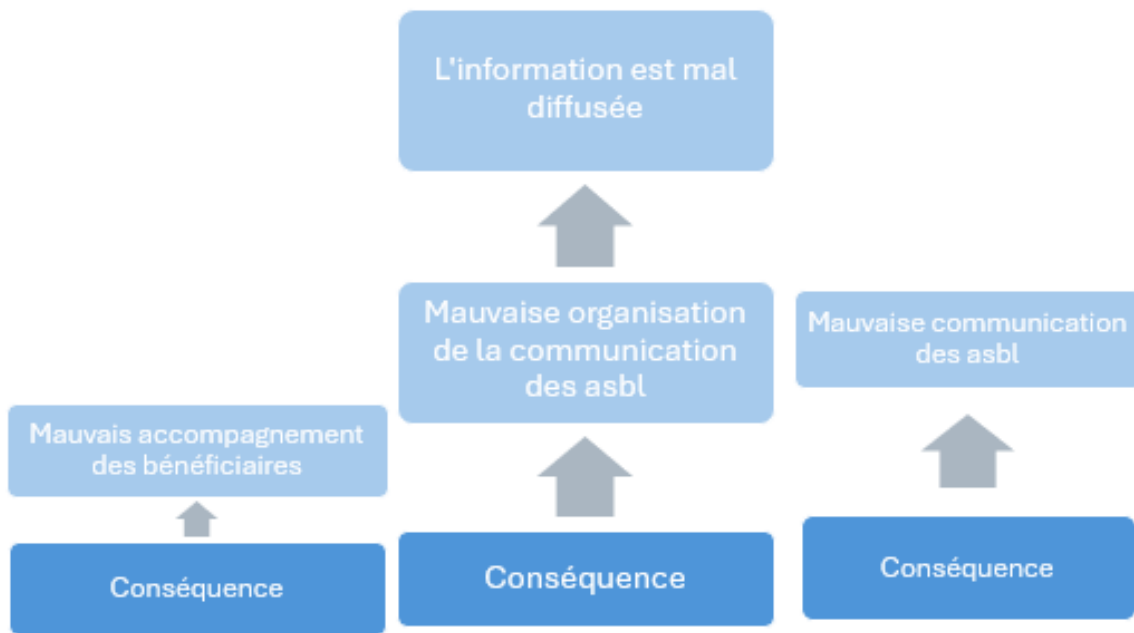 L'information est mal
diffusée
Mauvaise organisation
de la communication
des asbl
Mauvaise communication
des asbl
Mauvais accompagnement
des bénéficiaires
Conséquence
Conséquence
Conséquence